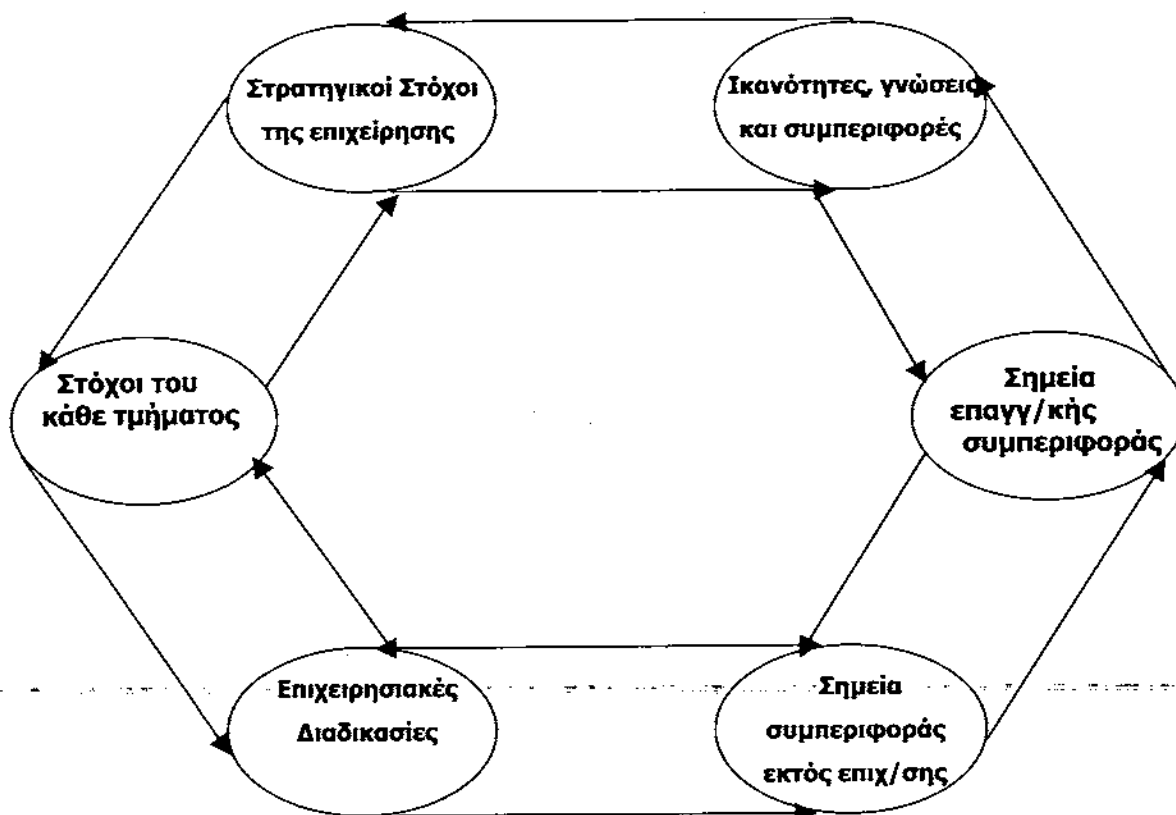 Στρατηγικοί Στόχοι
της επιχείρησης
Ικανότητες, γνώσεις
και συμπεριφορές
Στόχοι του
κάθε τμήματος
Σημεία
επαγγ/κής
συμπεριφοράς
Επιχειρησιακές
Διαδικασίες
Σημεία
συμπεριφοράς
εκτός επιχ/σης